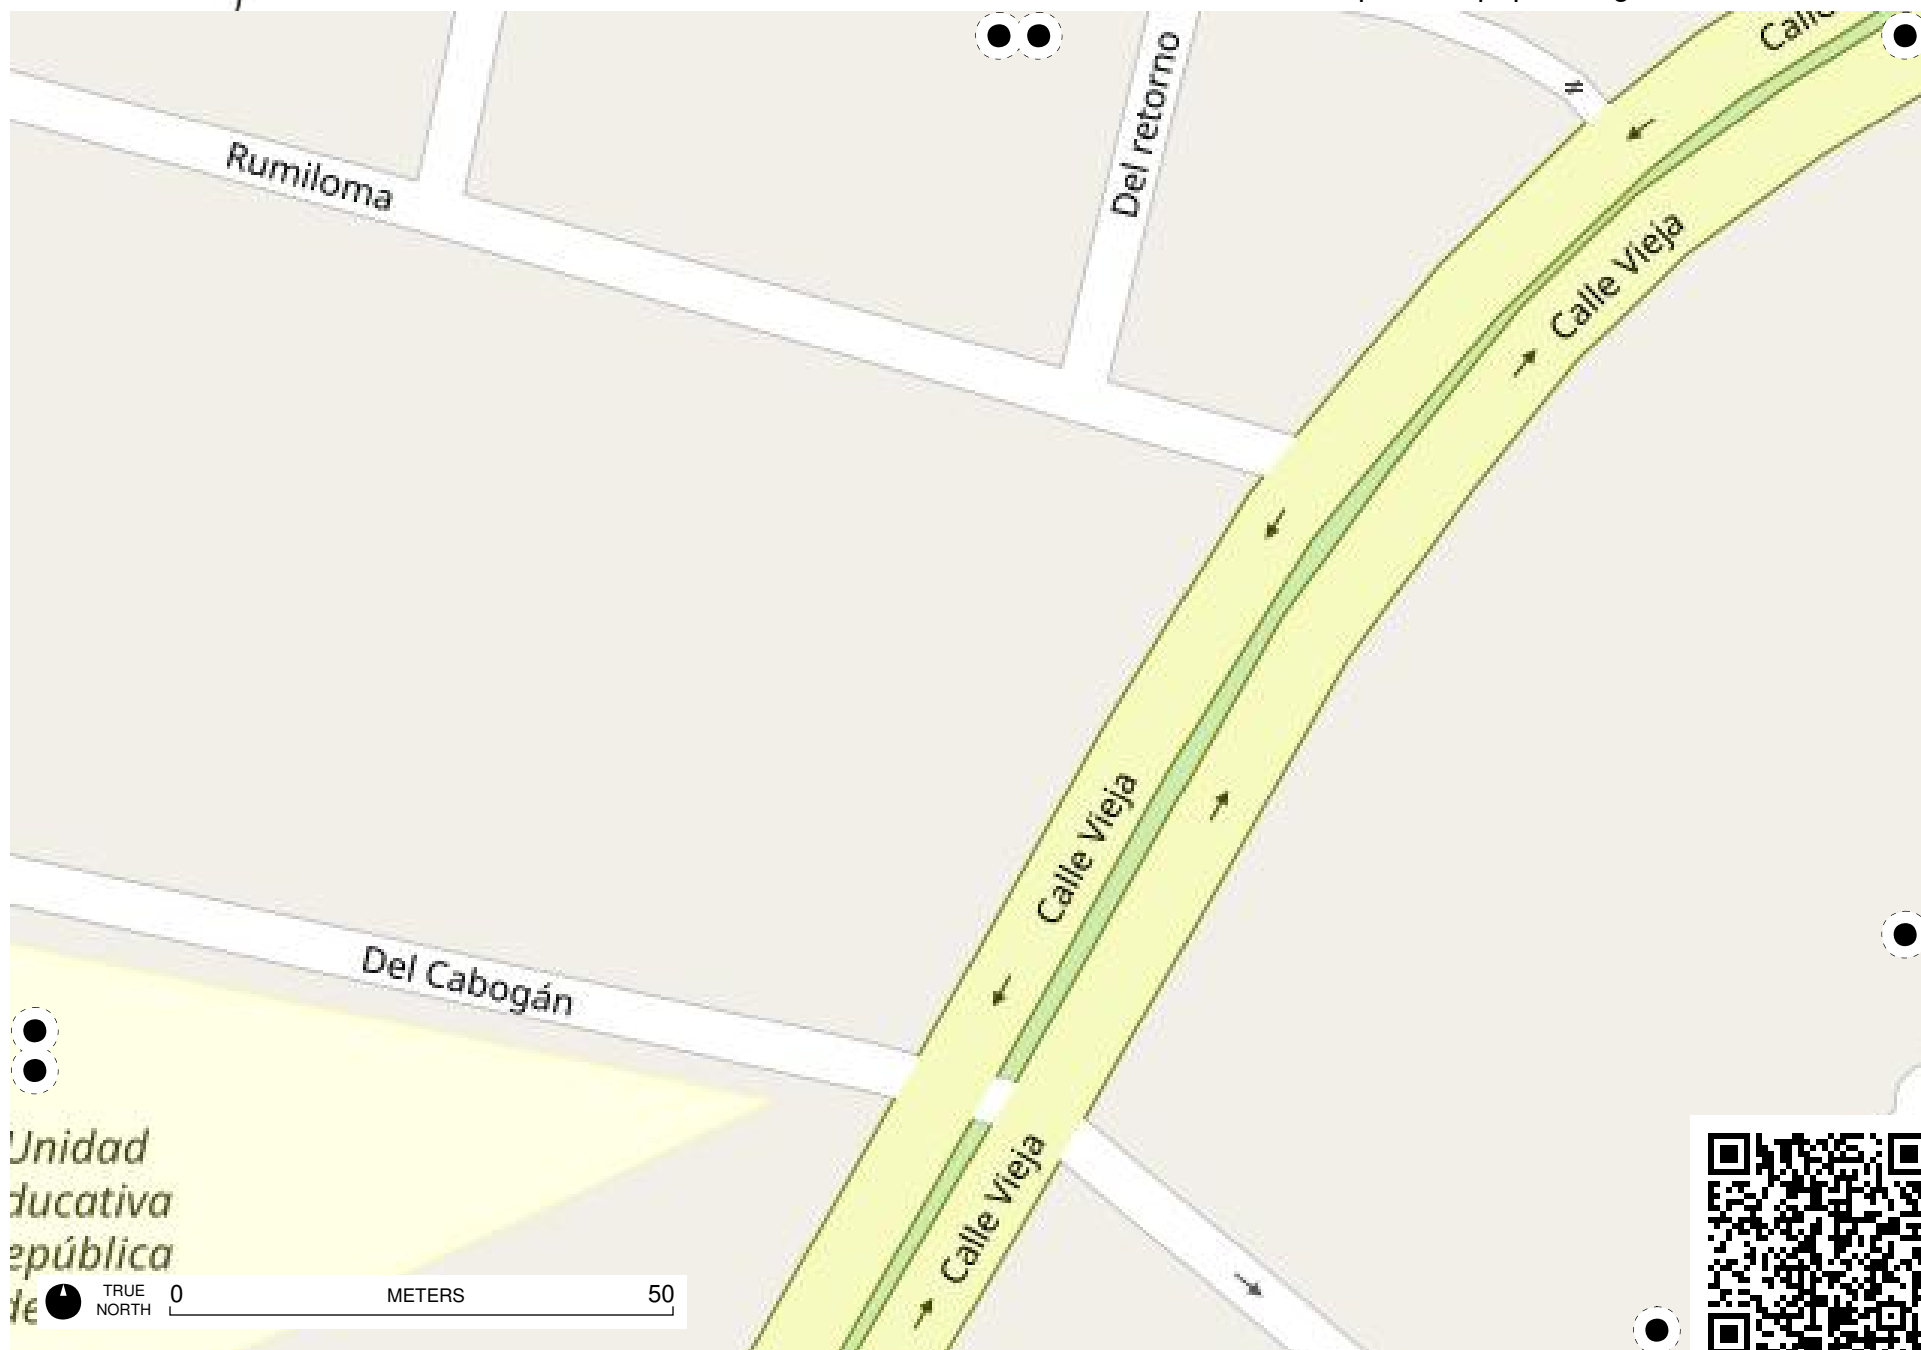 Calle
Del retorno
Rumiloma
Calle Vieja
Calle Vieja
Del Cabogán
Calle Vieja
Unidad
ducativa
epública
de
TRUE
NORTH
0
METERS
50